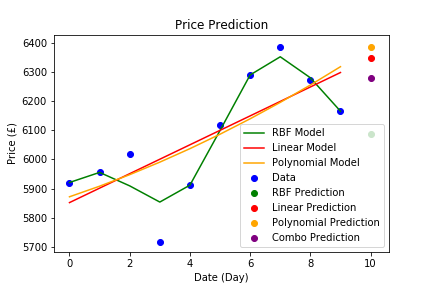 Price Prediction
6400
6300
6200
6100
6000
5900
5800
5700
Price (£)
RBF Model
Linear Model
Polynomial Model
Data
RBF Prediction
Linear Prediction
Polynomial Prediction
Combo Prediction
0 2 4 6 8 10
Date (Day)